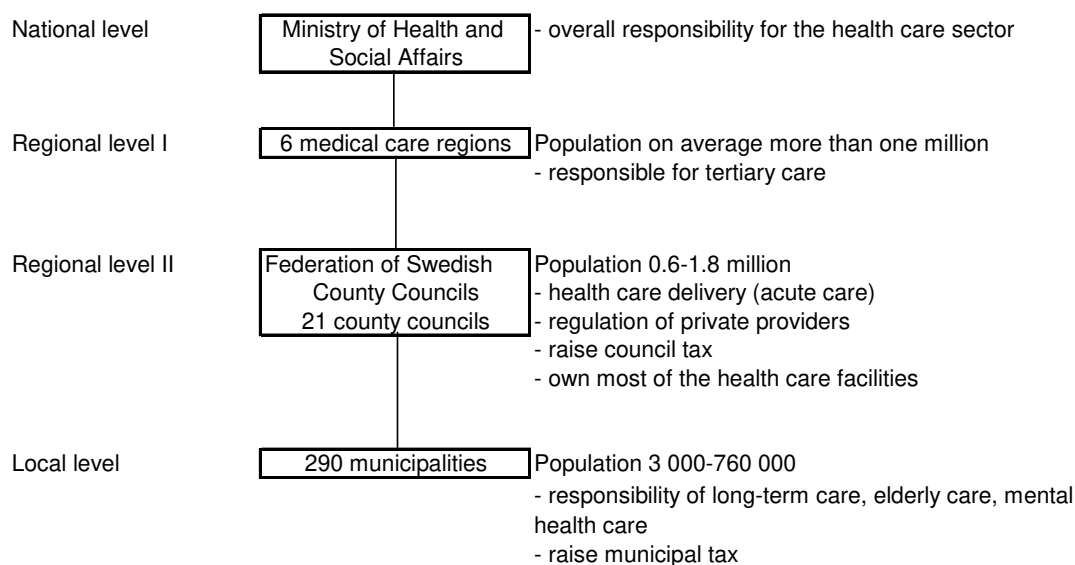 National level
Ministry of Health and
Social Affairs
- overall responsibility for the health care sector
Regional level I
6 medical care regions
Population on average more than one million
- responsible for tertiary care
Regional level II
Federation of Swedish
County Councils
21 county councils
Population 0.6-1.8 million
- health care delivery (acute care)
- regulation of private providers
- raise council tax
- own most of the health care facilities
Local level
290 municipalities
Population 3 000-760 000
- responsibility of long-term care, elderly care, mental
health care
- raise municipal tax